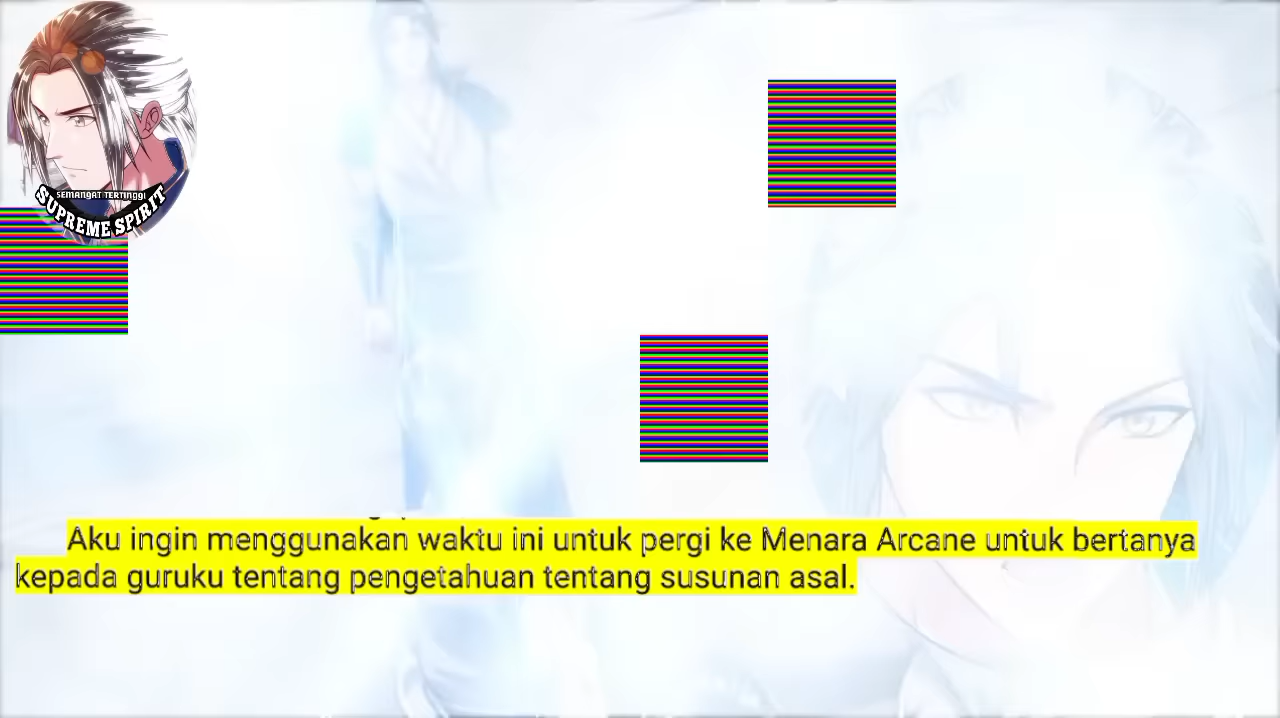 SEMANGAT TERTINGGI
SUPREME SPIRIT
Aku ingin menggunakan waktu ini untuk pergi ke Menara Arcane untuk bertanya
kepada guruku tentang pengetahuan tentang susunan asal.